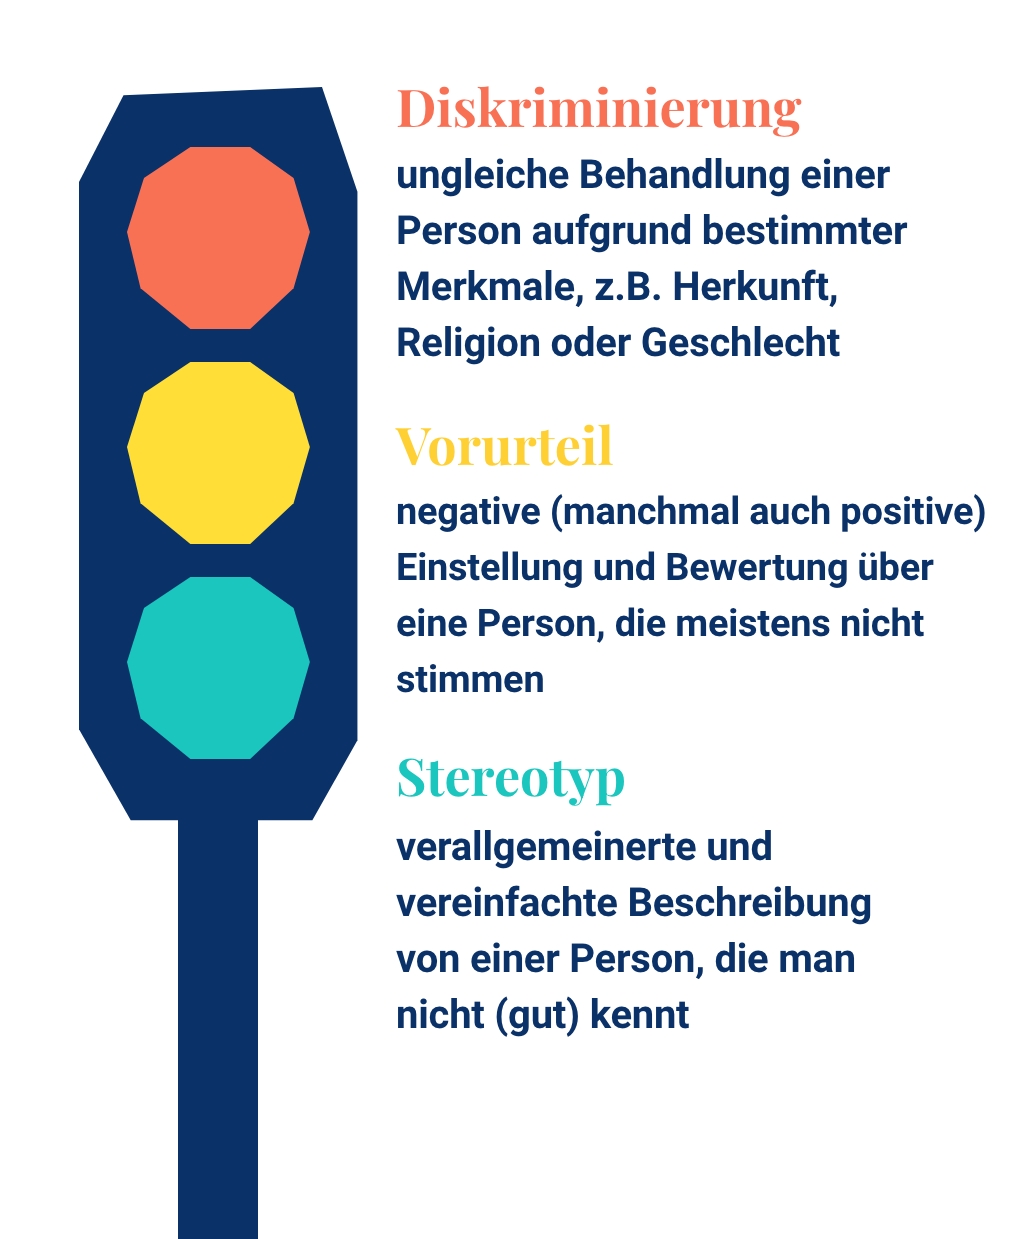 Diskriminierung
ungleiche Behandlung einer
Person aufgrund bestimmter
Merkmale, z.B. Herkunft,
Religion oder Geschlecht
Vorurteil
negative (manchmal auch positive)
Einstellung und Bewertung über
eine Person, die meistens nicht
stimmen
Stereotyp
verallgemeinerte und
vereinfachte Beschreibung
von einer Person, die man
nicht (gut) kennt